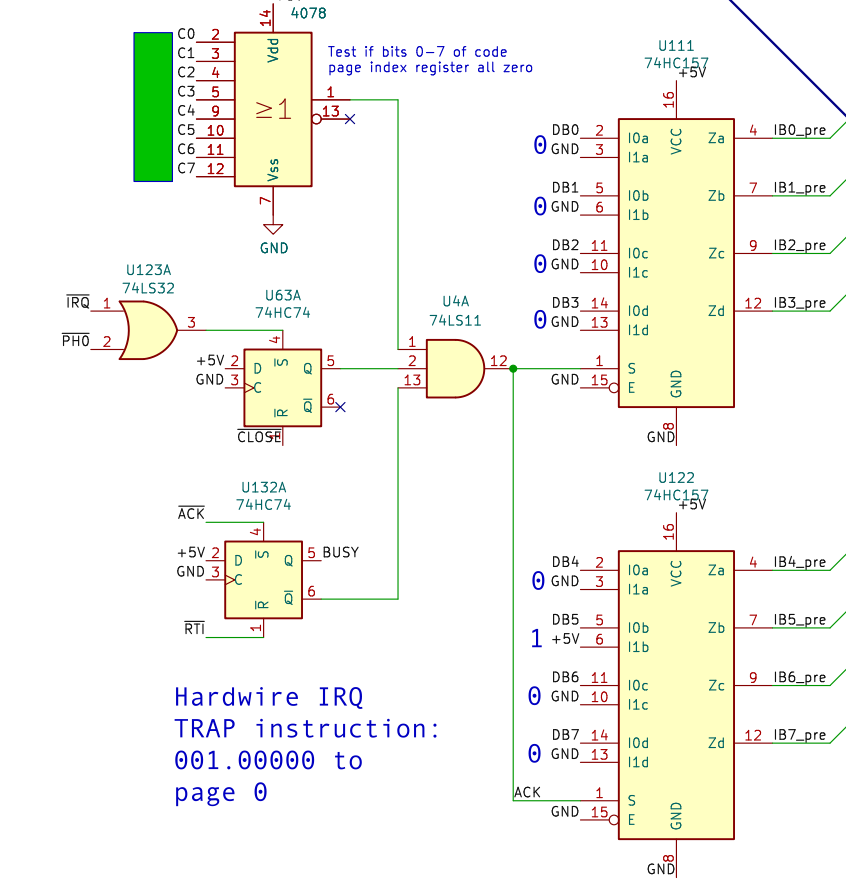 4078
14
Vdd
C0 2
C1 3
C2 4
C3 5
C4 9
C5 10
C6 11
C7 12
≥1
1
13
Vss
7
GND
Test if bits 0-7 of code
page index register all zero
U111
74HC157
+5V
16
VCC
DB0 2 I0a
0 GND 3 I1a
Za 4 IB0_pre
DB1 5 I0b
0 GND 6 I1b
Zb 7 IB1_pre
DB2 11 I0c
0 GND 10 I1c
Zc 9 IB2_pre
DB3 14 I0d
0 GND 13 I1d
Zd 12 IB3_pre
1 S
GND 15 E
GND
8
GND
U123A
74LS32
IRQ 1
PH0 2
3
U63A
74HC74
4
S
+5V 2 D
GND 3 C
Q 5
Q 6
R
CLOSE
U4A
74LS11
1
2
13
12
U132A
74HC74
ACK
4
S
+5V 2 D
GND 3 C
Q 5 BUSY
Q 6
R
1
RTI
U122
74HC157
+5V
16
VCC
DB4 2 I0a
0 GND 3 I1a
Za 4 IB4_pre
DB5 5 I0b
1 +5V 6 I1b
Zb 7 IB5_pre
DB6 11 I0c
0 GND 10 I1c
Zc 9 IB6_pre
DB7 14 I0d
0 GND 13 I1d
Zd 12 IB7_pre
ACK 1 S
GND 15 E
GND
8
GND
Hardwire IRQ
TRAP instruction:
001.00000 to
page 0